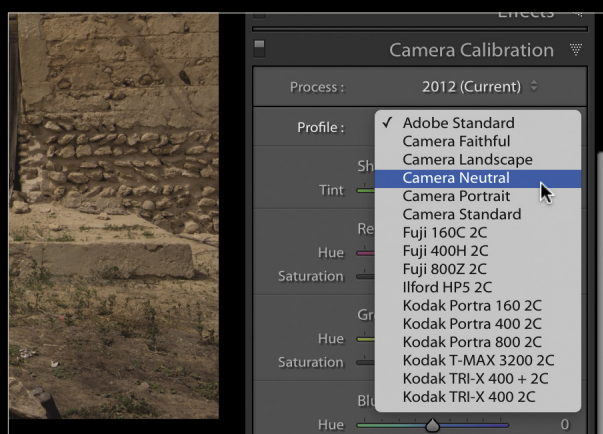 Effects
Camera Calibration
Process : 2012 (Current)
Profile :
✓ Adobe Standard
Camera Faithful
Camera Landscape
Camera Neutral
Camera Portrait
Camera Standard
Fuji 160C 2C
Fuji 400H 2C
Fuji 800Z 2C
Ilford HP5 2C
Kodak Portra 160 2C
Kodak Portra 400 2C
Kodak Portra 800 2C
Kodak T-MAX 3200 2C
Kodak TRI-X 400 + 2C
Kodak TRI-X 400 2C
Tint
Hue
Saturation
Hue
Saturation
Hue 0